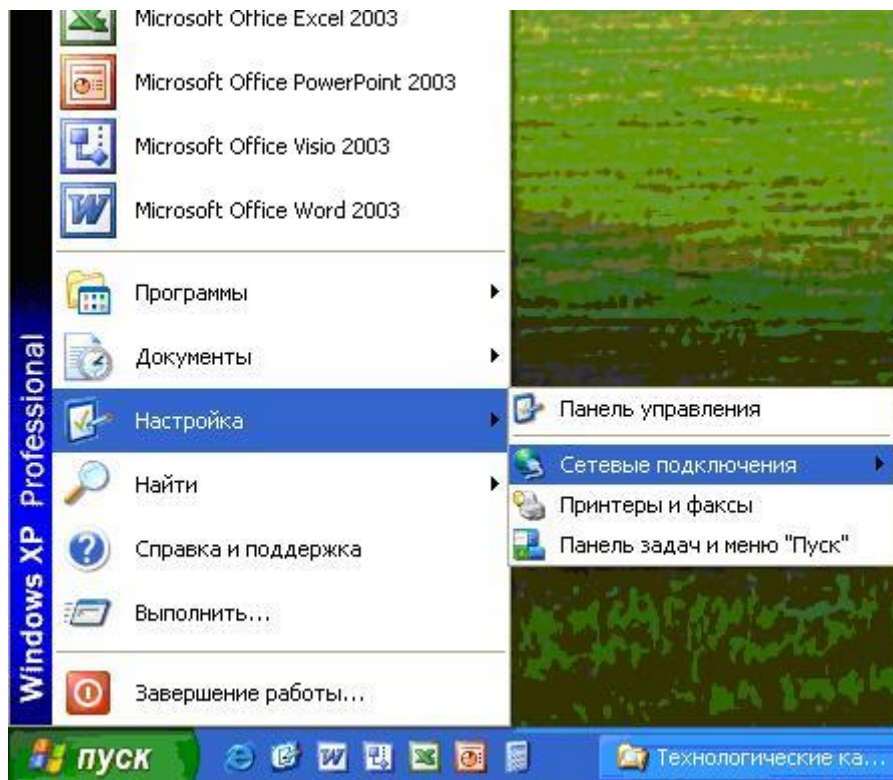 Microsoft Office Excel 2003
Microsoft Office PowerPoint 2003
Microsoft Office Visio 2003
Microsoft Office Word 2003
Программы
Документы
Настройка
Найти
Справка и поддержка
Выполнить...
Завершение работы...
Windows XP Professional
Панель управления
Сетевые подключения
Принтеры и факсы
Панель задач и меню "Пуск"
пуск
Технологические ка...